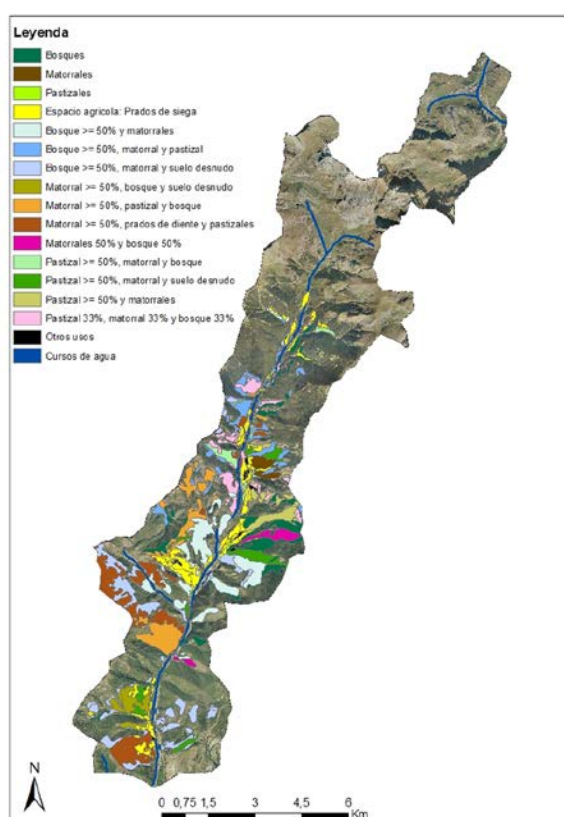 Leyenda
Bosques
Matorrales
Pastizales
Espacio agrícola: Prados de siega
Bosque >= 50% y matorrales
Bosque >= 50%, matorral y pastizal
Bosque >= 50%, matorral y suelo desnudo
Matorral >= 50%, bosque y suelo desnudo
Matorral >= 50%, pastizal y bosque
Matorral >= 50%, prados de diente y pastizales
Matorrales 50% y bosque 50%
Pastizal >= 50%, matorral y bosque
Pastizal >= 50%, matorral y suelo desnudo
Pastizal >= 50% y matorrales
Pastizal 33%, matorral 33% y bosque 33%
Otros usos
Cursos de agua
N
0 0,75 1,5 3 4,5 6
Km